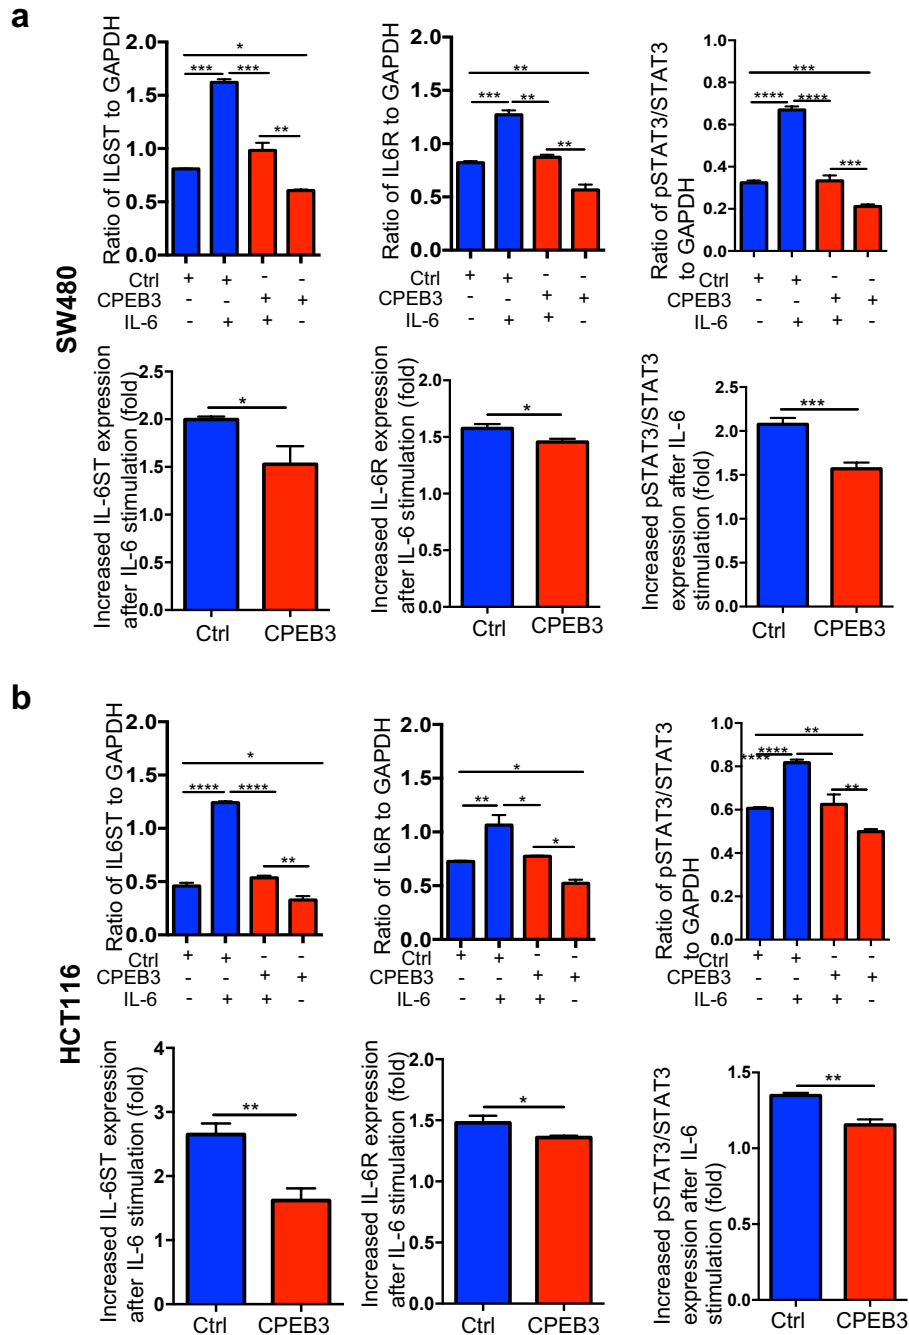 a
SW480
Ratio of IL6ST to GAPDH
2.0
1.5
1.0
0.5
0.0
*
*** ***
**
Ctrl + + - -
CPEB3 - - + +
IL-6 - + + -
Ratio of IL6R to GAPDH
2.0
1.5
1.0
0.5
0.0
**
*** **
**
+ + - -
CPEB3 - - + +
IL-6 - + + -
Ctrl
Ratio of pSTAT3/STAT3
to GAPDH
1.0
0.8
0.6
0.4
0.2
0.0
***
**** ****
***
Ctrl + + - -
CPEB3 - - + +
IL-6 - + + -
Increased IL-6ST expression
after IL-6 stimulation (fold)
2.5
2.0
1.5
1.0
0.5
0.0
*
Ctrl CPEB3
Increased IL-6R expression
after IL-6 stimulation (fold)
2.0
1.5
1.0
0.5
0.0
*
Ctrl CPEB3
Increased pSTAT3/STAT3
expression after IL-6
stimulation (fold)
2.5
2.0
1.5
1.0
0.5
0.0
***
Ctrl CPEB3
b
HCT116
Ratio of IL6ST to GAPDH
2.0
1.5
1.0
0.5
0.0
*
**** ****
**
Ctrl + + - -
CPEB3 - - + +
IL-6 - + + -
Ratio of IL6R to GAPDH
2.0
1.5
1.0
0.5
0.0
*
** *
*
Ctrl + + - -
CPEB3 - - + +
IL-6 - + + -
Ratio of pSTAT3/STAT3
to GAPDH
1.0
0.8
0.6
0.4
0.2
0.0
**
**** ****
**
Ctrl + + - -
CPEB3 - - + +
IL-6 - + + -
Increased IL-6ST expression
after IL-6 stimulation (fold)
4
3
2
1
0
**
Ctrl CPEB3
Increased IL-6R expression
after IL-6 stimulation (fold)
2.0
1.5
1.0
0.5
0.0
*
Ctrl CPEB3
Increased pSTAT3/STAT3
expression after IL-6
stimulation (fold)
1.5
1.0
0.5
0.0
**
Ctrl CPEB3